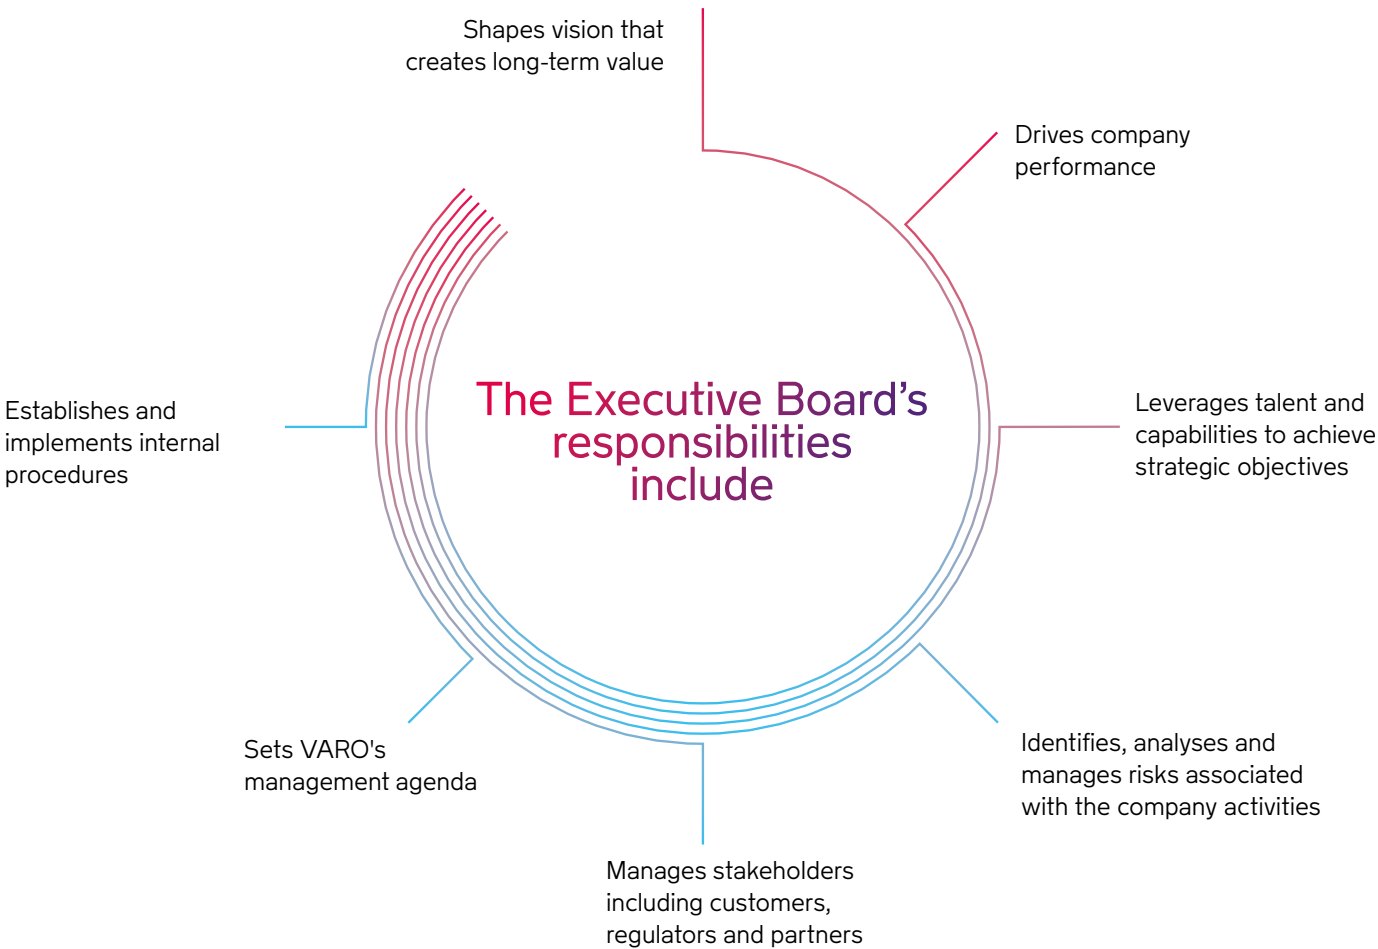 Shapes vision that
creates long-term value
Drives company
performance
Leverages talent and
capabilities to achieve
strategic objectives
Identifies, analyses and
manages risks associated
with the company activities
Manages stakeholders
including customers,
regulators and partners
Sets VARO's
management agenda
Establishes and
implements internal
procedures
The Executive Board’s
responsibilities
include